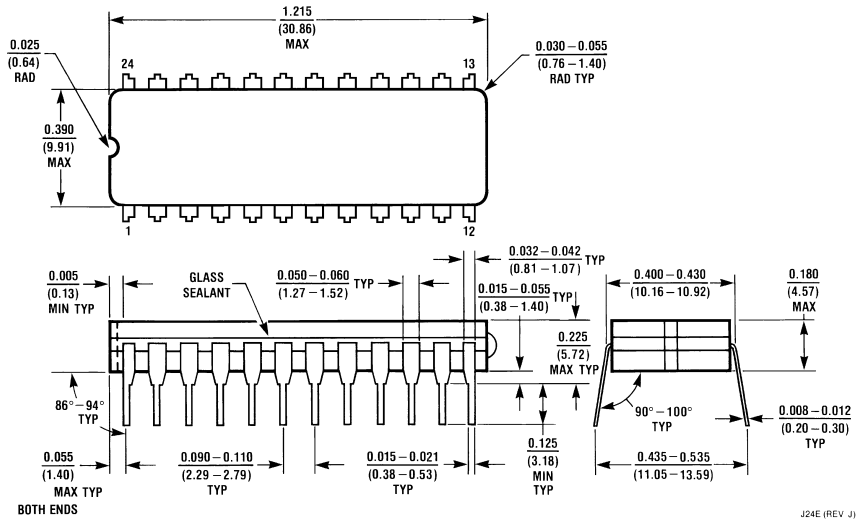 1.215
(30.86)
MAX
0.025
(0.64)
RAD
24
13
0.030 – 0.055
(0.76 – 1.40)
RAD TYP
0.390
(9.91)
MAX
1
12
0.005
(0.13)
MIN TYP
GLASS
SEALANT
0.050 – 0.060 TYP
(1.27 – 1.52)
0.032 – 0.042 TYP
(0.81 – 1.07)
0.015 – 0.055 TYP
(0.38 – 1.40)
0.400 – 0.430
(10.16 – 10.92)
0.180
(4.57)
MAX
0.225
(5.72)
MAX TYP
86° – 94°
TYP
90° – 100°
TYP
0.008 – 0.012
(0.20 – 0.30)
TYP
0.055
(1.40)
MAX TYP
BOTH ENDS
0.090 – 0.110
(2.29 – 2.79)
TYP
0.015 – 0.021
(0.38 – 0.53)
TYP
0.125
(3.18)
MIN
TYP
0.435 – 0.535
(11.05 – 13.59)
J24E (REV J)